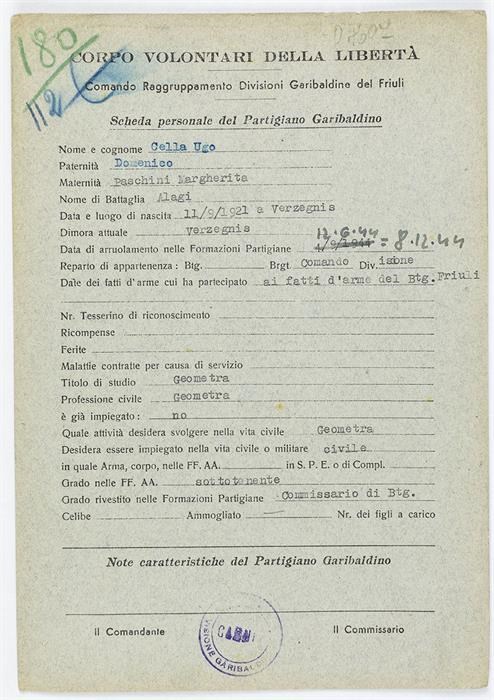 180
112
CORPO VOLONTARI DELLA LIBERTÀ
Comando Raggruppamento Divisioni Garibaldine del Friuli
Scheda personale del Partigiano Garibaldino
Nome e cognome Cella Ugo
Paternità Domenico
Maternità Paschini Margherita
Nome di Battaglia Alagi
Data e luogo di nascita 11/9/1921 a Verzegnis
Dimora attuale Verzegnis
12.6.44
Data di arruolamento nelle Formazioni Partigiane 1/9/1944 = 8.12.44
Reparto di appartenenza: Btg. Brgt. Comando Div. isione
Date dei fatti d'arme cui ha partecipato ai fatti d'arme del Btg. Friuli
Nr. Tesserino di riconoscimento
Ricompense
Ferite
Malattie contratte per causa di servizio
Titolo di studio Geometra
Professione civile Geometra
è già impiegato: no
Quale attività desidera svolgere nella vita civile Geometra
Desidera essere impiegato nella vita civile o militare civile
in quale Arma, corpo, nelle FF. AA. in S. P. E. o di Compl.
Grado nelle FF. AA. sottotenente
Grado rivestito nelle Formazioni Partigiane Commissario di Btg.
Celibe Ammogliato — Nr. dei figli a carico
Note caratteristiche del Partigiano Garibaldino
Il Comandante Il Commissario